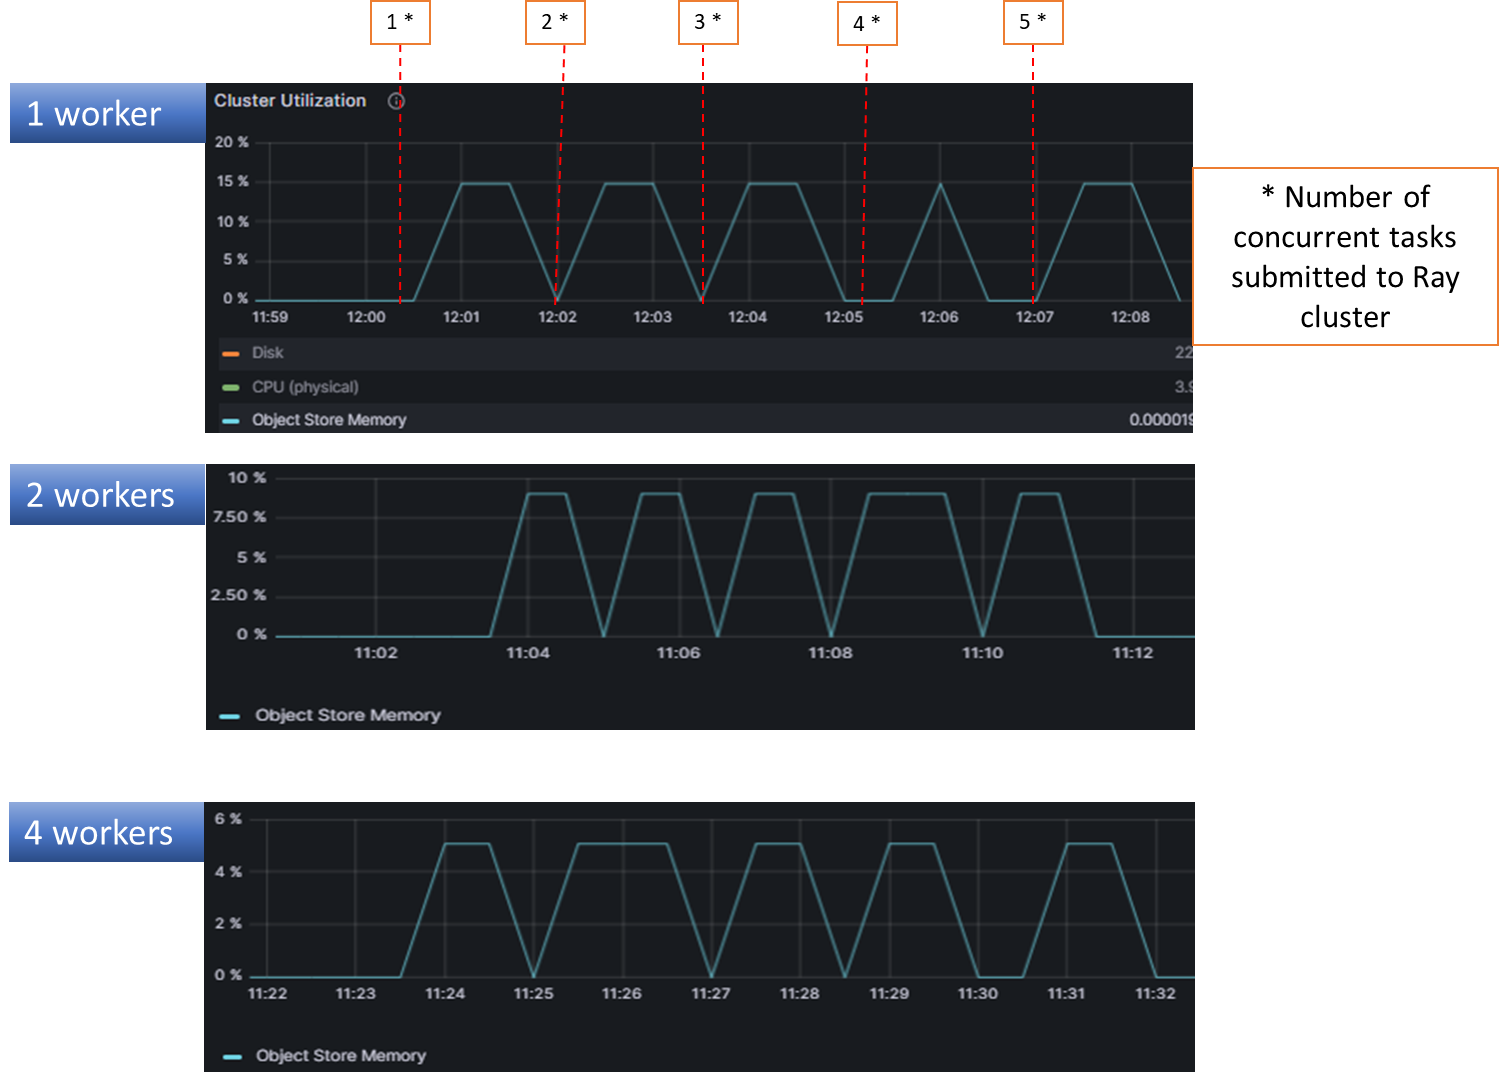 1 *
2 *
3 *
4 *
5 *
1 worker
Cluster Utilization
20 %
15 %
10 %
5 %
0 %
11:59 12:00 12:01 12:02 12:03 12:04 12:05 12:06 12:07 12:08
Disk 22
CPU (physical) 3.9
Object Store Memory 0.000019
* Number of
concurrent tasks
submitted to Ray
cluster
2 workers
10 %
7.50 %
5 %
2.50 %
0 %
11:02 11:04 11:06 11:08 11:10 11:12
Object Store Memory
4 workers
6 %
4 %
2 %
0 %
11:22 11:23 11:24 11:25 11:26 11:27 11:28 11:29 11:30 11:31 11:32
Object Store Memory